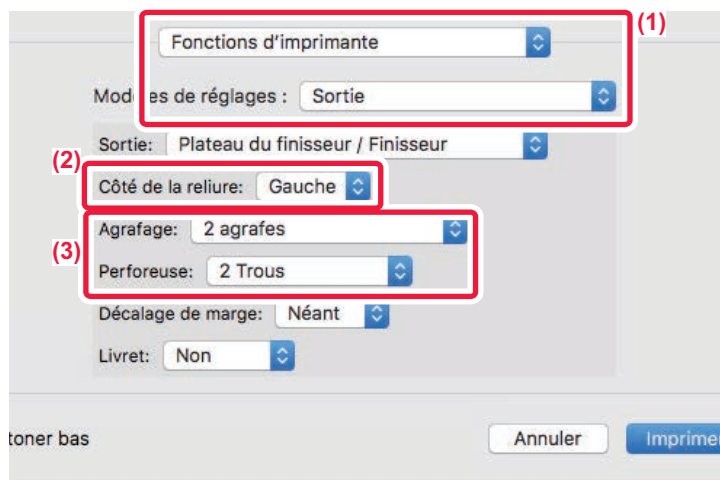 (1)
Fonctions d’imprimante
Modèles de réglages : Sortie
Sortie: Plateau du finisseur / Finisseur
(2)
Côté de la reliure: Gauche
Agrafage: 2 agrafes
(3)
Perforeuse: 2 Trous
Décalage de marge: Néant
Livret: Non
toner bas
Annuler
Imprimer